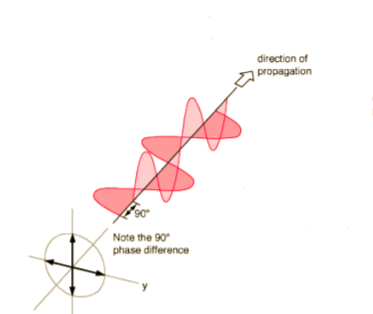 direction of
propagation
90°
Note the 90°
phase difference
y